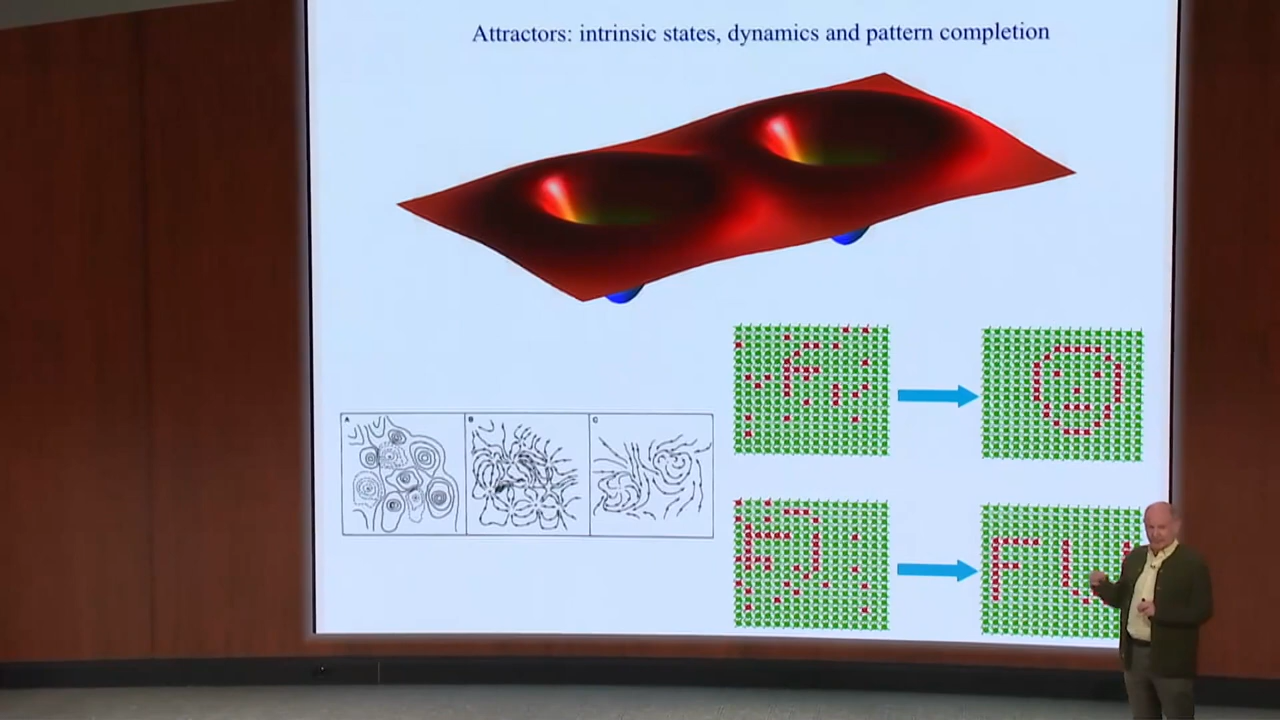 Attractors: intrinsic states, dynamics and pattern completion
A
B
C